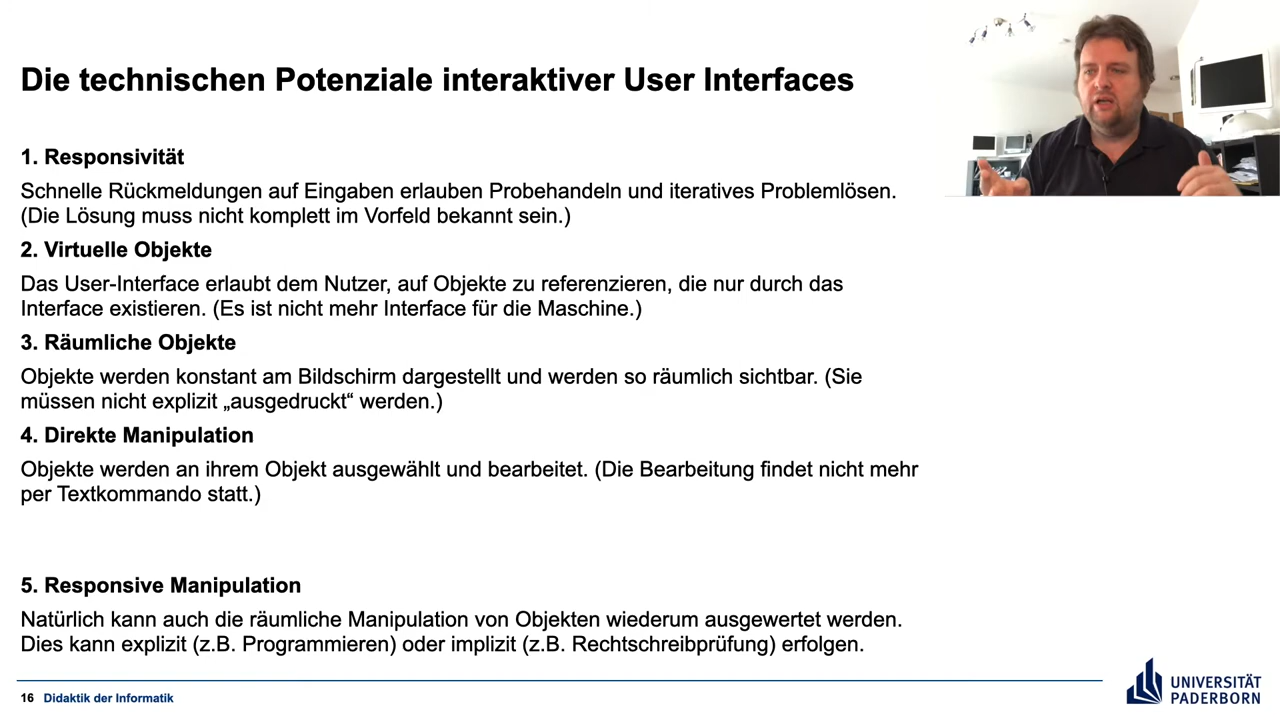 Die technischen Potenziale interaktiver User Interfaces
1. Responsivität
Schnelle Rückmeldungen auf Eingaben erlauben Probehandeln und iteratives Problemlösen.
(Die Lösung muss nicht komplett im Vorfeld bekannt sein.)
2. Virtuelle Objekte
Das User-Interface erlaubt dem Nutzer, auf Objekte zu referenzieren, die nur durch das
Interface existieren. (Es ist nicht mehr Interface für die Maschine.)
3. Räumliche Objekte
Objekte werden konstant am Bildschirm dargestellt und werden so räumlich sichtbar. (Sie
müssen nicht explizit „ausgedruckt“ werden.)
4. Direkte Manipulation
Objekte werden an ihrem Objekt ausgewählt und bearbeitet. (Die Bearbeitung findet nicht mehr
per Textkommando statt.)
5. Responsive Manipulation
Natürlich kann auch die räumliche Manipulation von Objekten wiederum ausgewertet werden.
Dies kann explizit (z.B. Programmieren) oder implizit (z.B. Rechtschreibprüfung) erfolgen.
16 Didaktik der Informatik
UNIVERSITÄT
PADERBORN